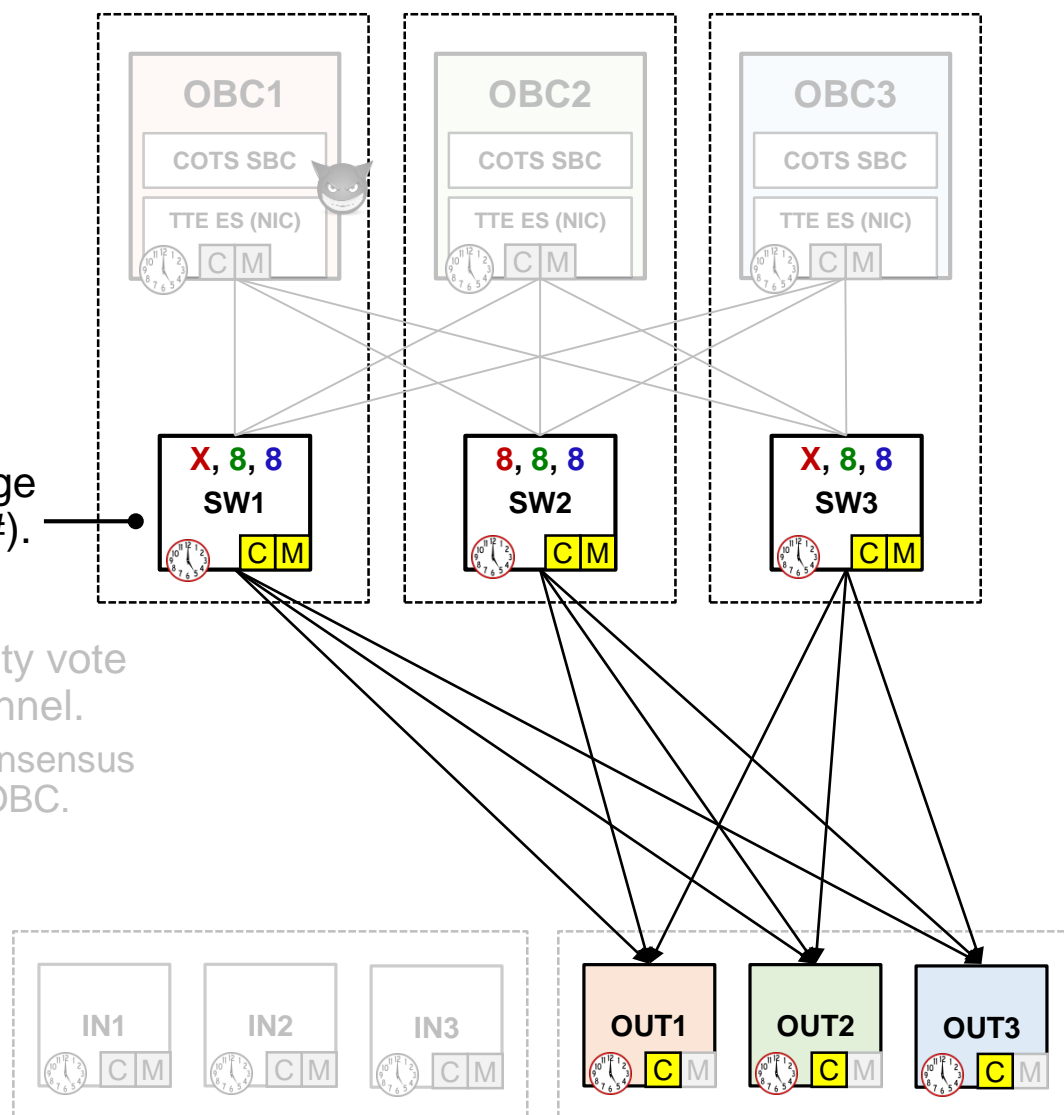 OBC1
OBC2
OBC3
COTS SBC
COTS SBC
COTS SBC
TTE ES (NIC)
TTE ES (NIC)
TTE ES (NIC)
C M
C M
C M
X, 8, 8
8, 8, 8
X, 8, 8
ge
SW1
SW2
SW3
#).
C M
C M
C M
ty vote
nnel.
nsensus
OBC.
IN1
IN2
IN3
OUT1
OUT2
OUT3
C M
C M
C M
C M
C M
C M